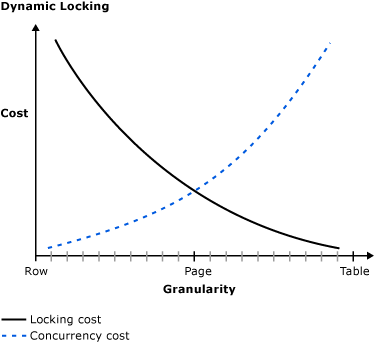 Dynamic Locking
Cost
Row Page Table
Granularity
Locking cost
Concurrency cost